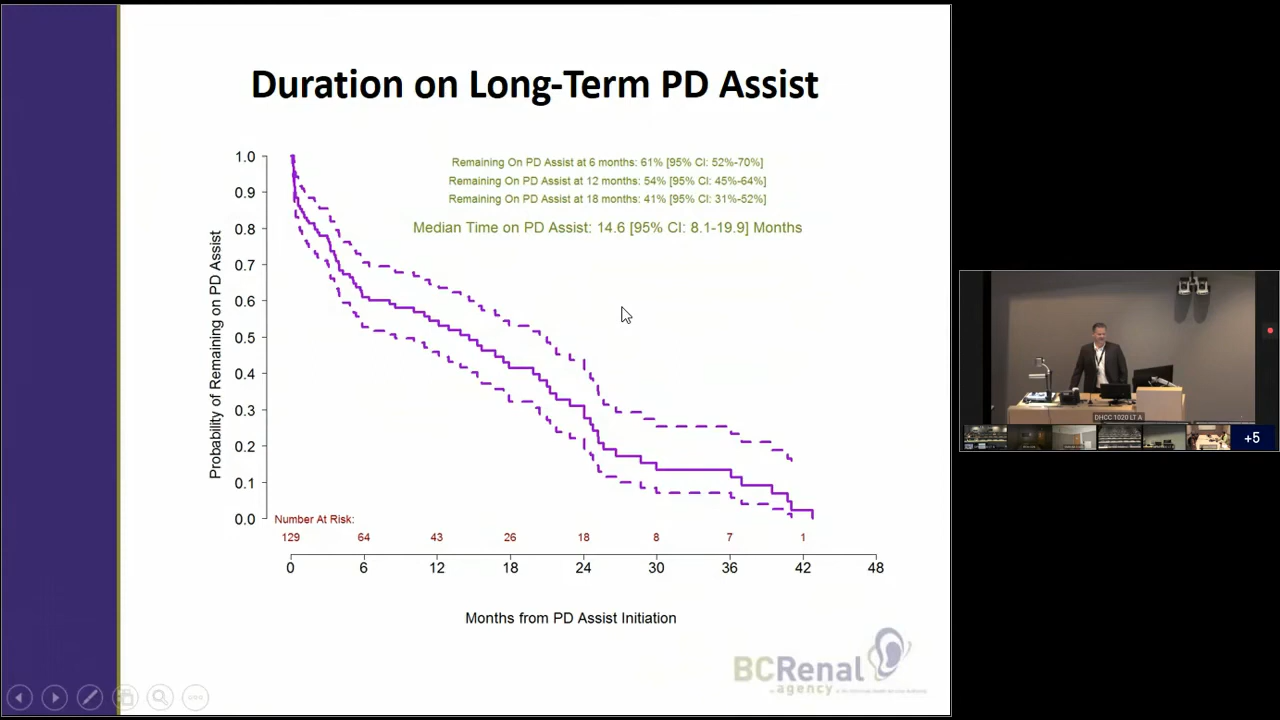 Duration on Long-Term PD Assist
Remaining On PD Assist at 6 months: 61% [95% CI: 52%-70%]
Remaining On PD Assist at 12 months: 54% [95% CI: 45%-64%]
Remaining On PD Assist at 18 months: 41% [95% CI: 31%-52%]
Median Time on PD Assist: 14.6 [95% CI: 8.1-19.9] Months
Probability of Remaining on PD Assist
1.0
0.9
0.8
0.7
0.6
0.5
0.4
0.3
0.2
0.1
0.0
Number At Risk:
129 64 43 26 18 8 7 1
0 6 12 18 24 30 36 42 48
Months from PD Assist Initiation
BCRenal
agency
DHCC 1020 LT A
+5